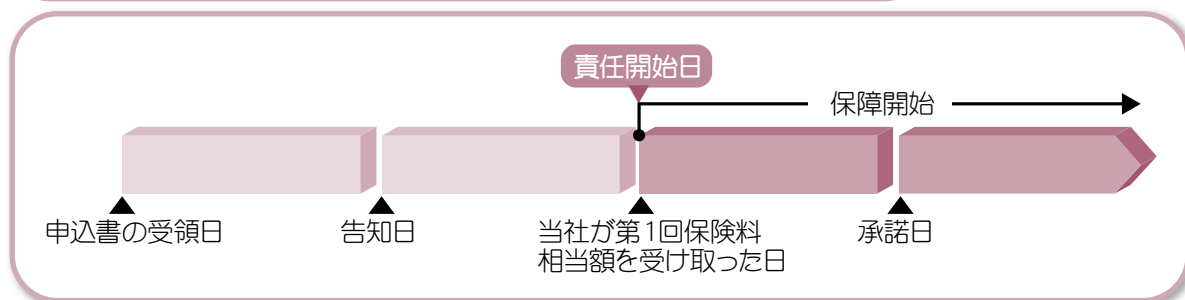 責任開始日
保障開始
申込書の受領日
告知日
当社が第1回保険料
相当額を受け取った日
承諾日